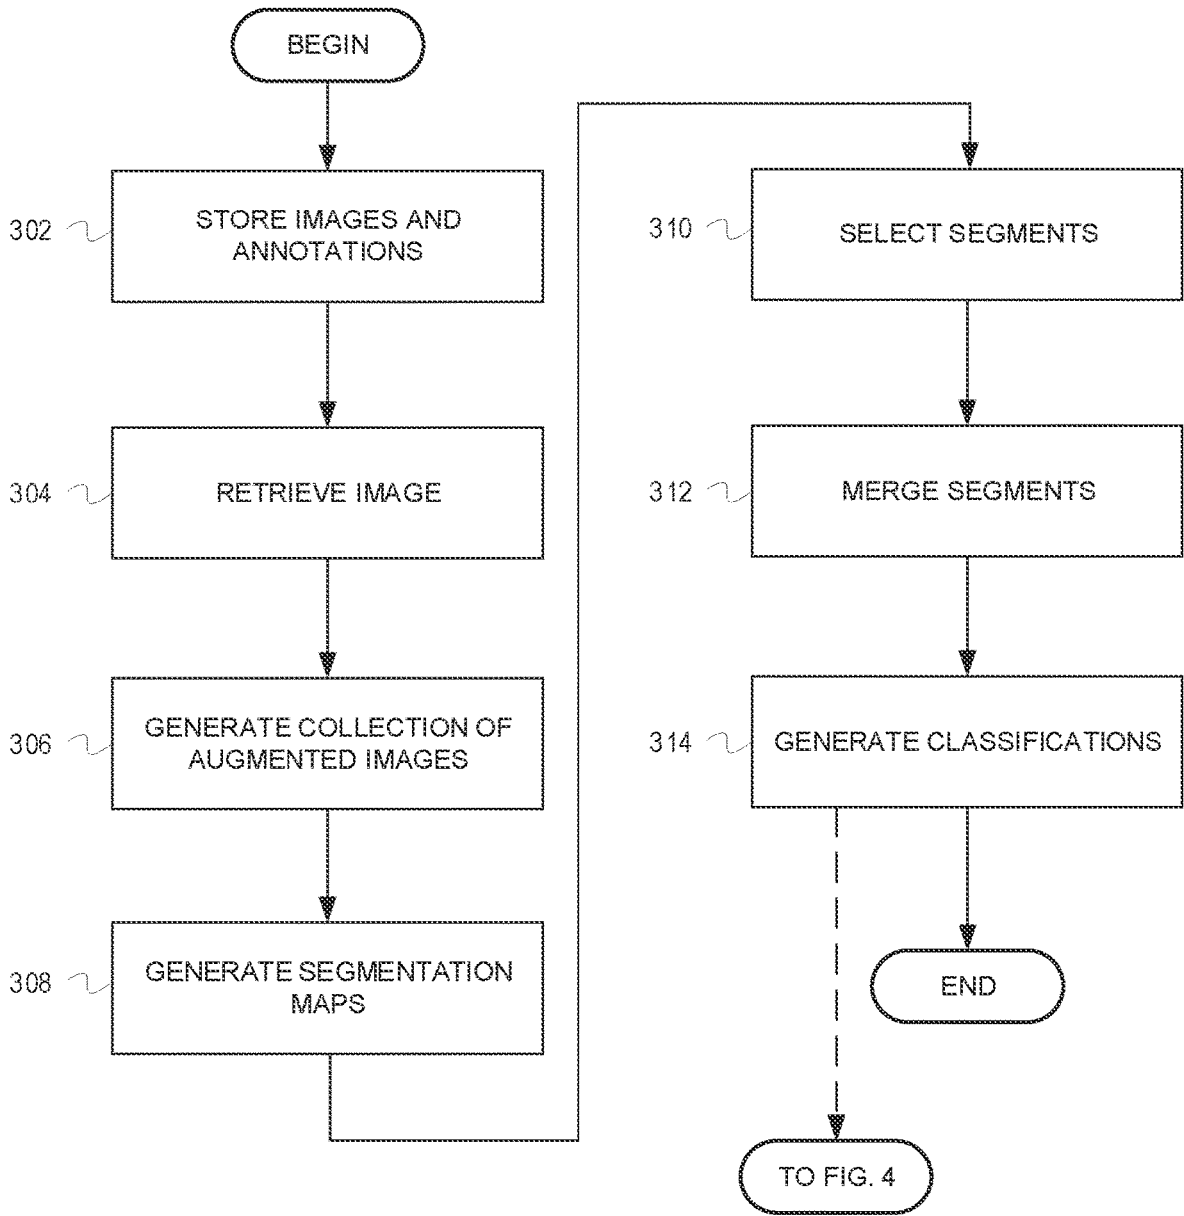 BEGIN
302
STORE IMAGES AND
ANNOTATIONS
304
RETRIEVE IMAGE
306
GENERATE COLLECTION OF
AUGMENTED IMAGES
308
GENERATE SEGMENTATION
MAPS
310
SELECT SEGMENTS
312
MERGE SEGMENTS
314
GENERATE CLASSIFICATIONS
END
TO FIG. 4